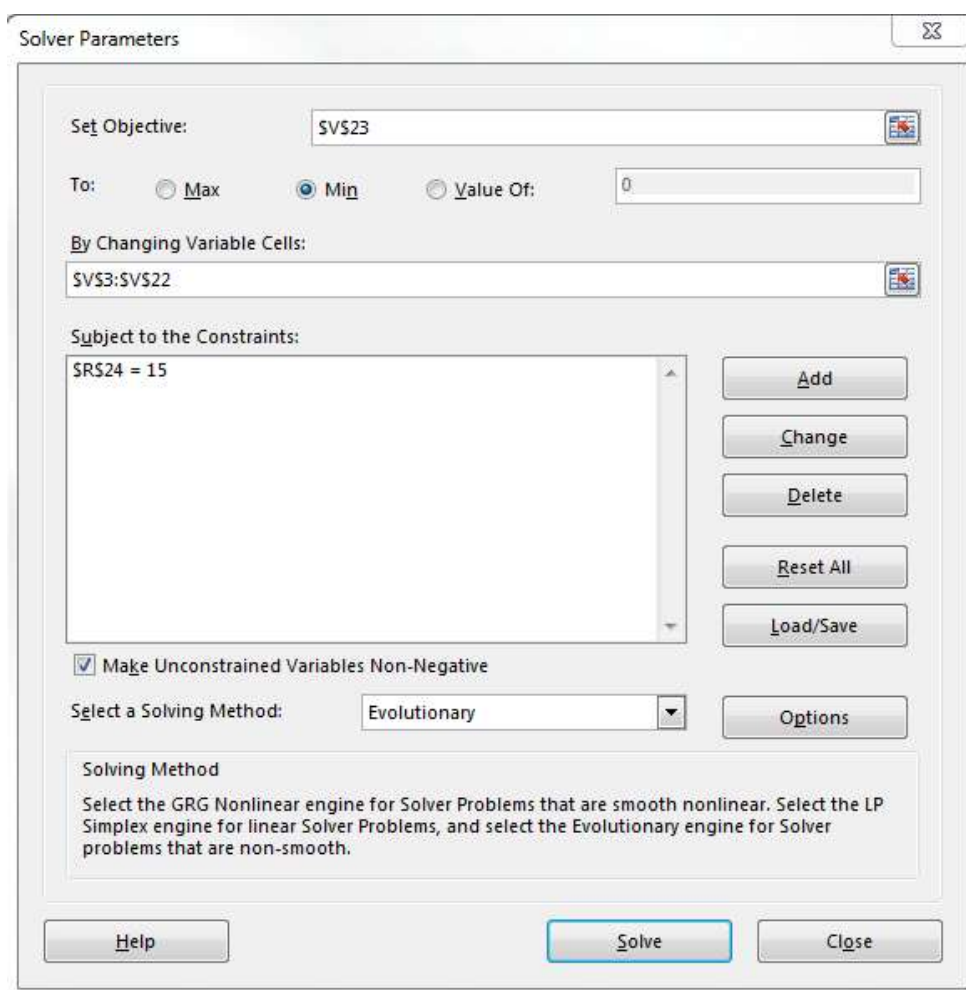 Solver Parameters
Set Objective: $V$23
To: Max Min Value Of: 0
By Changing Variable Cells:
$V$3:$V$22
Subject to the Constraints:
$R$24 = 15
Add
Change
Delete
Reset All
Load/Save
Make Unconstrained Variables Non-Negative
Select a Solving Method: Evolutionary Options
Solving Method
Select the GRG Nonlinear engine for Solver Problems that are smooth nonlinear. Select the LP
Simplex engine for linear Solver Problems, and select the Evolutionary engine for Solver
problems that are non-smooth.
Help Solve Close